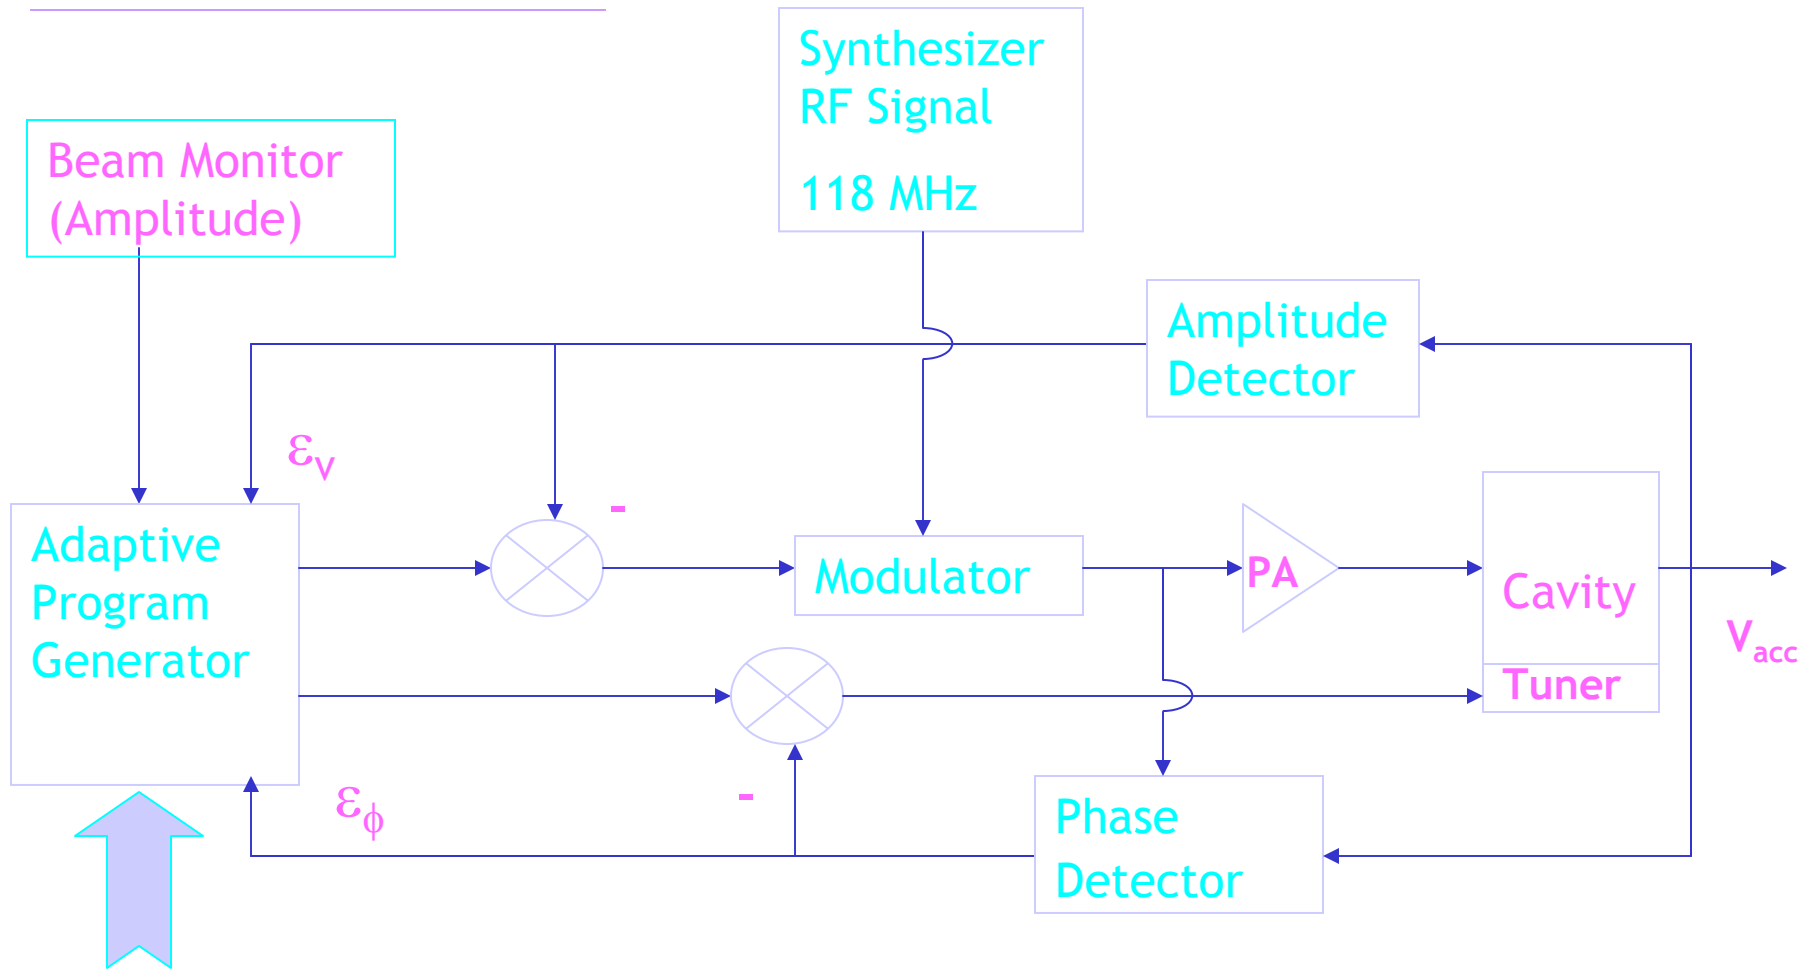 Synthesizer
RF Signal
118 MHz
Beam Monitor
(Amplitude)
Amplitude
Detector
εV
-
Adaptive
Program
Generator
Modulator
PA
Cavity
Vacc
Tuner
εϕ
-
Phase
Detector